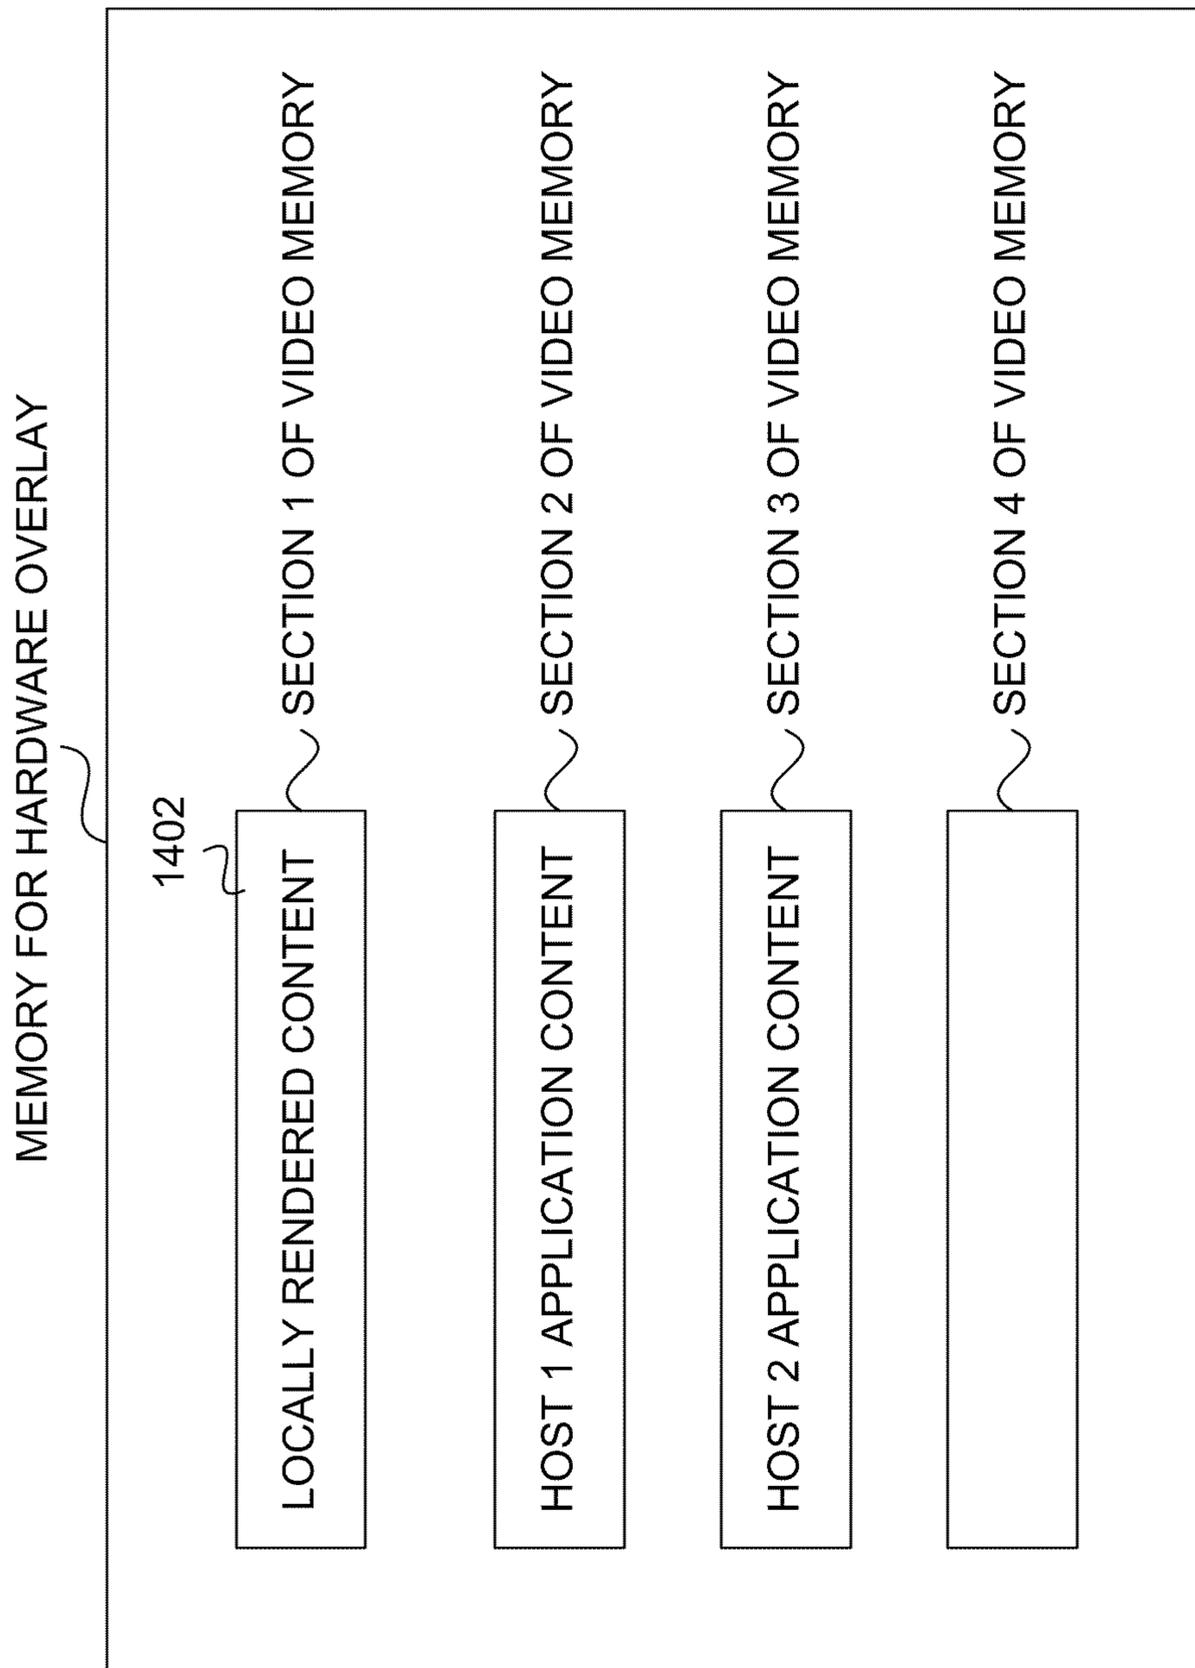 MEMORY FOR HARDWARE OVERLAY
1402
LOCALLY RENDERED CONTENT
SECTION 1 OF VIDEO MEMORY
HOST 1 APPLICATION CONTENT
SECTION 2 OF VIDEO MEMORY
HOST 2 APPLICATION CONTENT
SECTION 3 OF VIDEO MEMORY
SECTION 4 OF VIDEO MEMORY